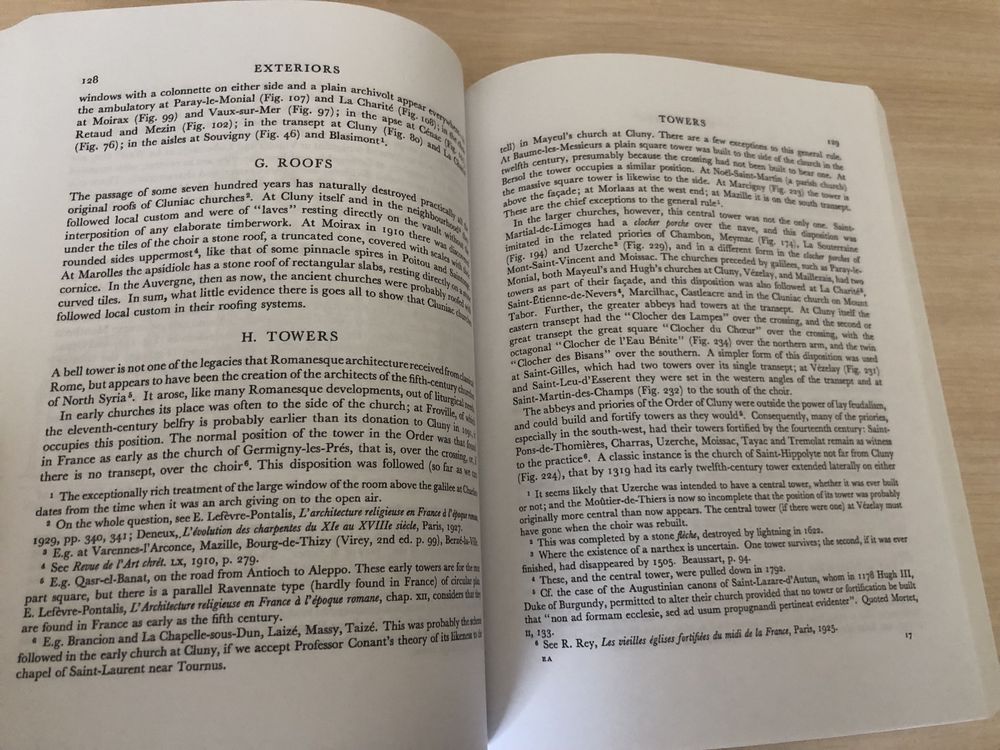 128
EXTERIORS
windows with a colonnette on either side and a plain archivolt appear everywhere:
the ambulatory at Paray-le-Monial (Fig. 107) and La Charité (Fig. 108); in the
at Moirax (Fig. 99) and Vaux-sur-Mer (Fig. 97); in the apse at Cénac
Retaud and Mezin (Fig. 102); in the transept at Cluny (Fig. 80) and La
(Fig. 76); in the aisles at Souvigny (Fig. 46) and Blasimont¹.
G. ROOFS
The passage of some seven hundred years has naturally destroyed practically all the
original roofs of Cluniac churches². At Cluny itself and in the neighbourhood³
followed local custom and were of "laves" resting directly on the vault without
interposition of any elaborate timberwork. At Moirax in 1910 there was discovered
under the tiles of the choir a stone roof, a truncated cone, covered with scales with
rounded sides uppermost⁴, like that of some pinnacle spires in Poitou and
cornice. In the Auvergne, then as now, the ancient churches were probably roofed with
At Marolles the apsidiole has a stone roof of rectangular slabs, resting directly on a
curved tiles. In sum, what little evidence there is goes all to show that Cluniac churches
followed local custom in their roofing systems.
H. TOWERS
A bell tower is not one of the legacies that Romanesque architecture received from classical
Rome, but appears to have been the creation of the architects of the fifth-century churches
of North Syria⁵. It arose, like many Romanesque developments, out of liturgical needs.
In early churches its place was often to the side of the church; at Froville, of which
the eleventh-century belfry is probably earlier than its donation to Cluny in 1091, it
occupies this position. The normal position of the tower in the Order was that found
in France as early as the church of Germigny-les-Prés, that is, over the crossing, or, if
there is no transept, over the choir⁶. This disposition was followed (so far as we can
¹ The exceptionally rich treatment of the large window of the room above the galilee at Charlieu
dates from the time when it was an arch giving on to the open air.
² On the whole question, see E. Lefèvre-Pontalis, L'architecture religieuse en France à l'époque romane,
1929, pp. 340, 341; Deneux, L'évolution des charpentes du XIe au XVIIIe siècle, Paris, 1927.
³ E.g. at Varennes-l'Arconce, Mazille, Bourg-de-Thizy (Virey, 2nd ed. p. 99), Berzé-la-Ville.
⁴ See Revue de l'Art chrét. LX, 1910, p. 279.
⁵ E.g. Qasr-el-Banat, on the road from Antioch to Aleppo. These early towers are for the most
part square, but there is a parallel Ravennate type (hardly found in France) of circular plan.
E. Lefèvre-Pontalis, L'Architecture religieuse en France à l'époque romane, chap. XII, considers that they
are found in France as early as the fifth century.
⁶ E.g. Brancion and La Chapelle-sous-Dun, Laizé, Massy, Taizé. This was probably the scheme
followed in the early church at Cluny, if we accept Professor Conant's theory of its likeness to the
chapel of Saint-Laurent near Tournus.
TOWERS
129
tell) in Mayeul's church at Cluny. There are a few exceptions to this general rule.
At Baume-les-Messieurs a plain square tower was built to the side of the church in the
twelfth century, presumably because the crossing had not been built to bear one. At
Bersol the tower occupies a similar position. At Noël-Saint-Martin (a parish church)
the massive square tower is likewise to the side. At Marcigny (Fig. 223) the tower is
above the façade; at Morlaas at the west end; at Mazille it is on the south transept.
These are the chief exceptions to the general rule¹.
In the larger churches, however, this central tower was not the only one. Saint-
Martial-de-Limoges had a clocher porche over the nave, and this disposition was
imitated in the related priories of Chambon, Meymac (Fig. 174), La Souterraine
(Fig. 194) and Uzerche² (Fig. 229), and in a different form in the clocher porches of
Mont-Saint-Vincent and Moissac. The churches preceded by galilees, such as Paray-le-
Monial, both Mayeul's and Hugh's churches at Cluny, Vézelay, and Maillezais, had two
towers as part of their façade, and this disposition was also followed at La Charité³,
Saint-Étienne-de-Nevers⁴, Marcilhac, Castleacre and in the Cluniac church on Mount
Tabor. Further, the greater abbeys had towers at the transept. At Cluny itself the
eastern transept had the "Clocher des Lampes" over the crossing, and the second or
transept the great square "Clocher du Chœur" over the crossing, with the
octagonal "Clocher de l'Eau Bénite" (Fig. 234) over the northern arm, and the twin
"Clocher des Bisans" over the southern. A simpler form of this disposition was used
at Saint-Gilles, which had two towers over its single transept; at Vézelay (Fig. 231)
and Saint-Leu-d'Esserent they were set in the western angles of the transept and at
Saint-Martin-des-Champs (Fig. 232) to the south of the choir.
The abbeys and priories of the Order of Cluny were outside the power of lay feudalism,
and could build and fortify towers as they would⁵. Consequently, many of the priories,
especially in the south-west, had their towers fortified by the fourteenth century: Saint-
Pons-de-Thomières, Charras, Uzerche, Moissac, Tayac and Tremolat remain as witness
to the practice⁶. A classic instance is the church of Saint-Hippolyte not far from Cluny
(Fig. 224), that by 1319 had its early twelfth-century tower extended laterally on either
¹ It seems likely that Uzerche was intended to have a central tower, whether it was ever built
or not; and the Moûtier-de-Thiers is now so incomplete that the position of its tower was probably
originally more central than now appears. The central tower (if there were one) at Vézelay must
have gone when the choir was rebuilt.
² This was completed by a stone flèche, destroyed by lightning in 1622.
³ Where the existence of a narthex is uncertain. One tower survives; the second, if it was ever
finished, had disappeared by 1505. Beaussart, p. 94.
⁴ These, and the central tower, were pulled down in 1792.
⁵ Cf. the case of the Augustinian canons of Saint-Lazare-d'Autun, whom in 1178 Hugh III,
Duke of Burgundy, permitted to alter their church provided that no tower or fortification be built
that "non ad formam ecclesie, sed ad usum propugnandi pertineat evidenter". Quoted Mortet,
II, 133.
⁶ See R. Rey, Les vieilles églises fortifiées du midi de la France, Paris, 1925.
EA
17